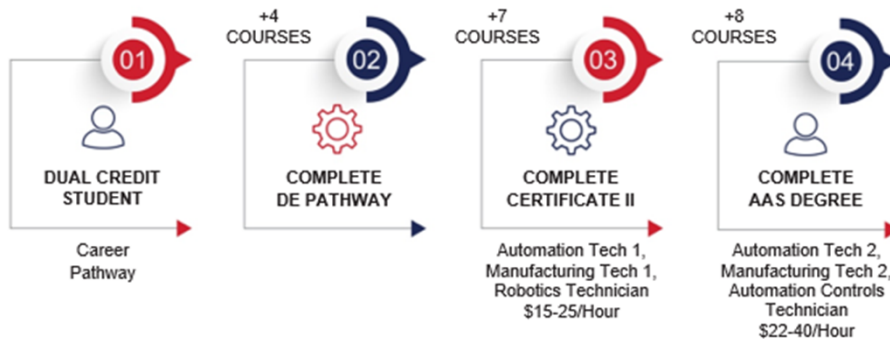 01
DUAL CREDIT
STUDENT
Career
Pathway
+4
COURSES
02
COMPLETE
DE PATHWAY
+7
COURSES
03
COMPLETE
CERTIFICATE II
Automation Tech 1,
Manufacturing Tech 1,
Robotics Technician
$15-25/Hour
+8
COURSES
04
COMPLETE
AAS DEGREE
Automation Tech 2,
Manufacturing Tech 2,
Automation Controls
Technician
$22-40/Hour